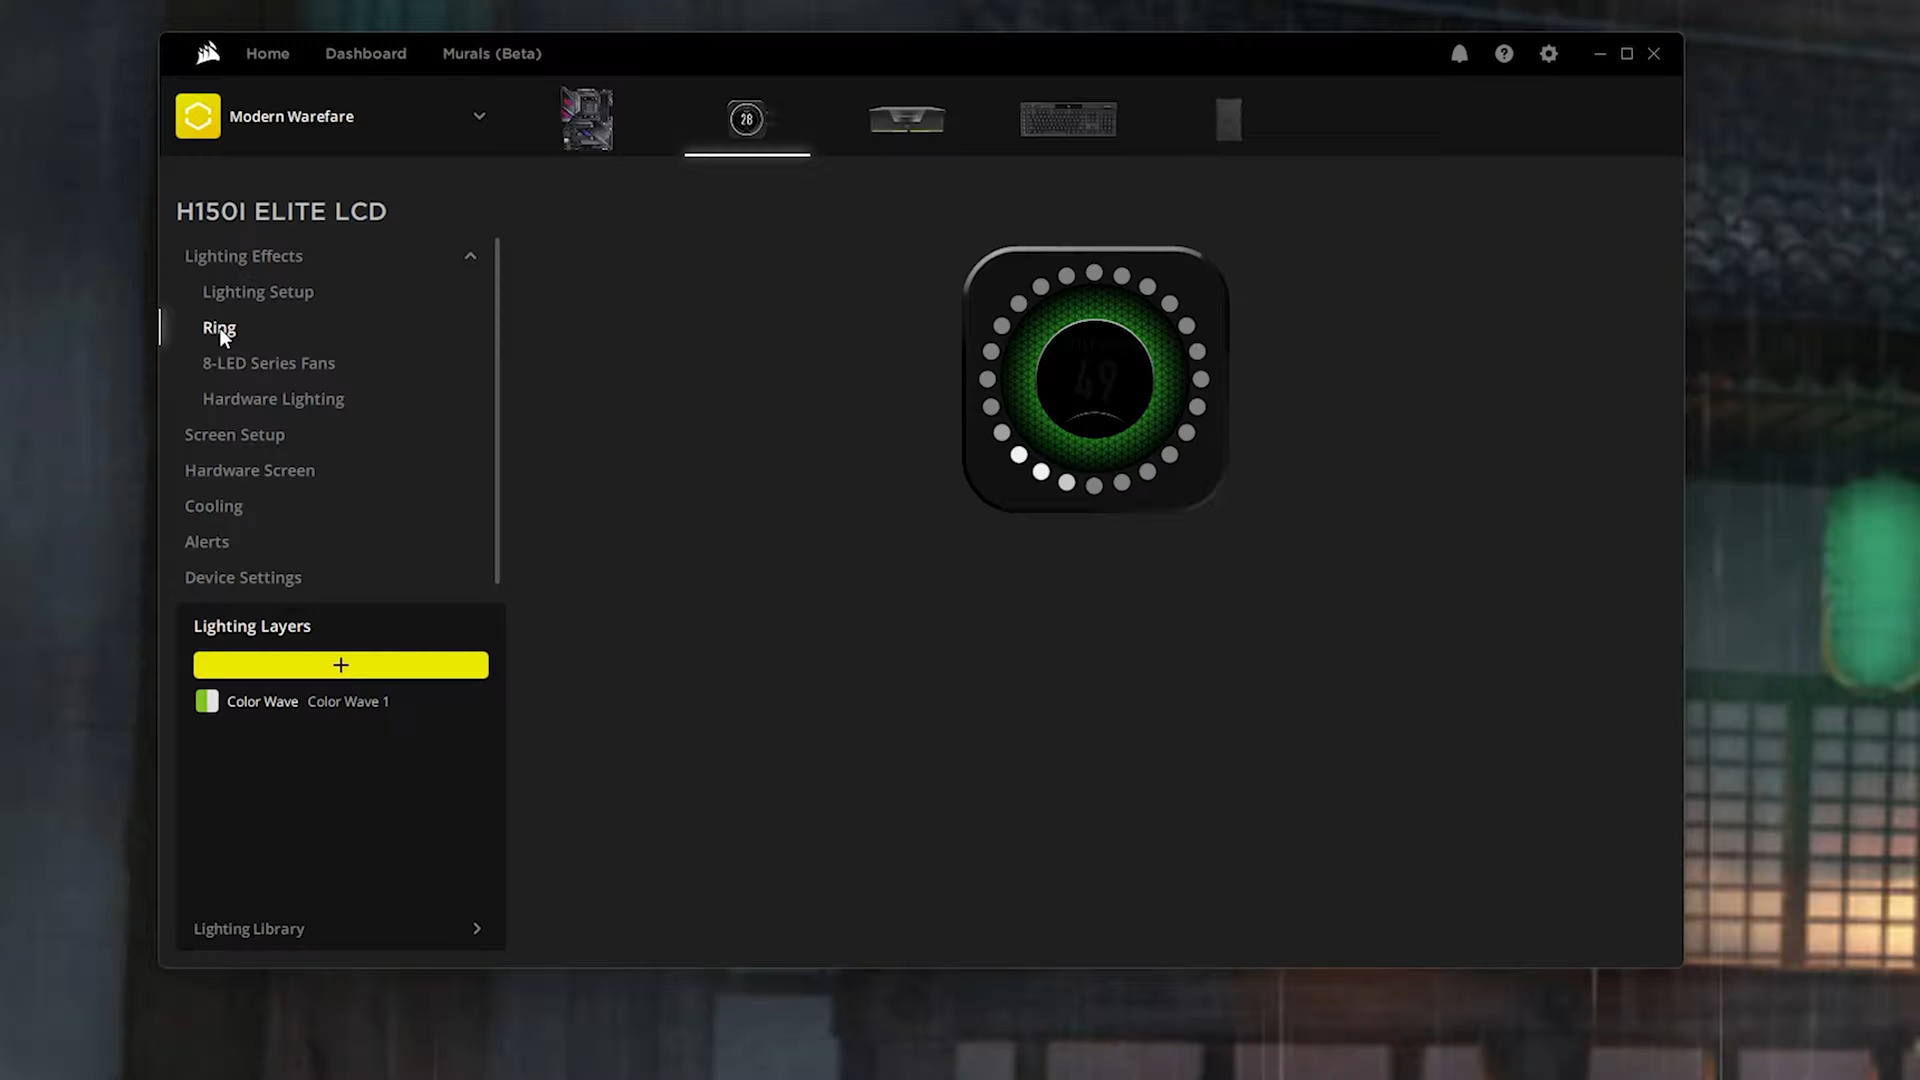 Home
Dashboard
Murals (Beta)
Modern Warefare
28
H150I ELITE LCD
Lighting Effects
Lighting Setup
Ring
8-LED Series Fans
Hardware Lighting
Screen Setup
Hardware Screen
Cooling
Alerts
Device Settings
49
Lighting Layers
+
Color Wave Color Wave 1
Lighting Library